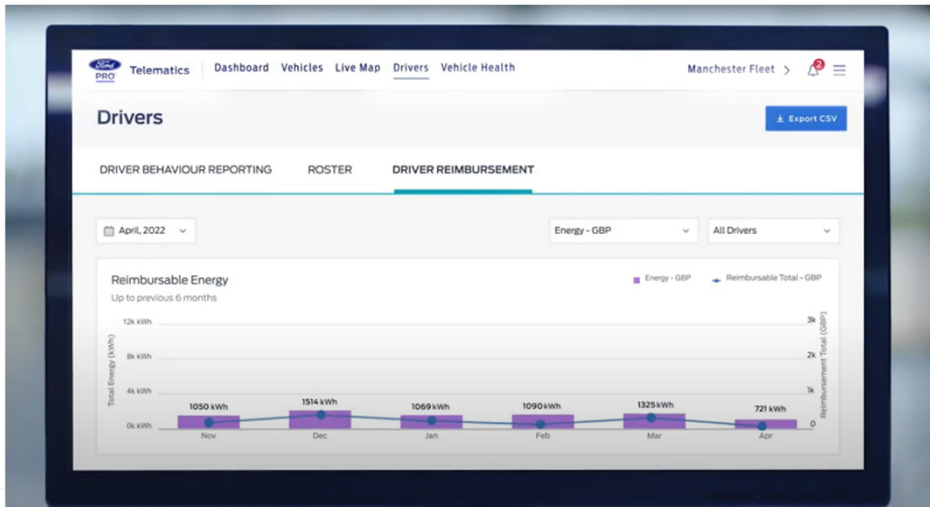 Ford
PRO
Telematics
Dashboard Vehicles Live Map Drivers Vehicle Health
Manchester Fleet >
2
Drivers
Export CSV
DRIVER BEHAVIOUR REPORTING ROSTER DRIVER REIMBURSEMENT
April, 2022
Energy - GBP
All Drivers
Reimbursable Energy
Up to previous 6 months
Energy - GBP
Reimbursable Total - GBP
Total Energy (kWh)
12k kWh
8k kWh
4k kWh
0k kWh
3k
2k
1k
0
Reimbursement Total (GBP)
1050 kWh 1514 kWh 1069 kWh 1090 kWh 1325 kWh 721 kWh
Nov Dec Jan Feb Mar Apr